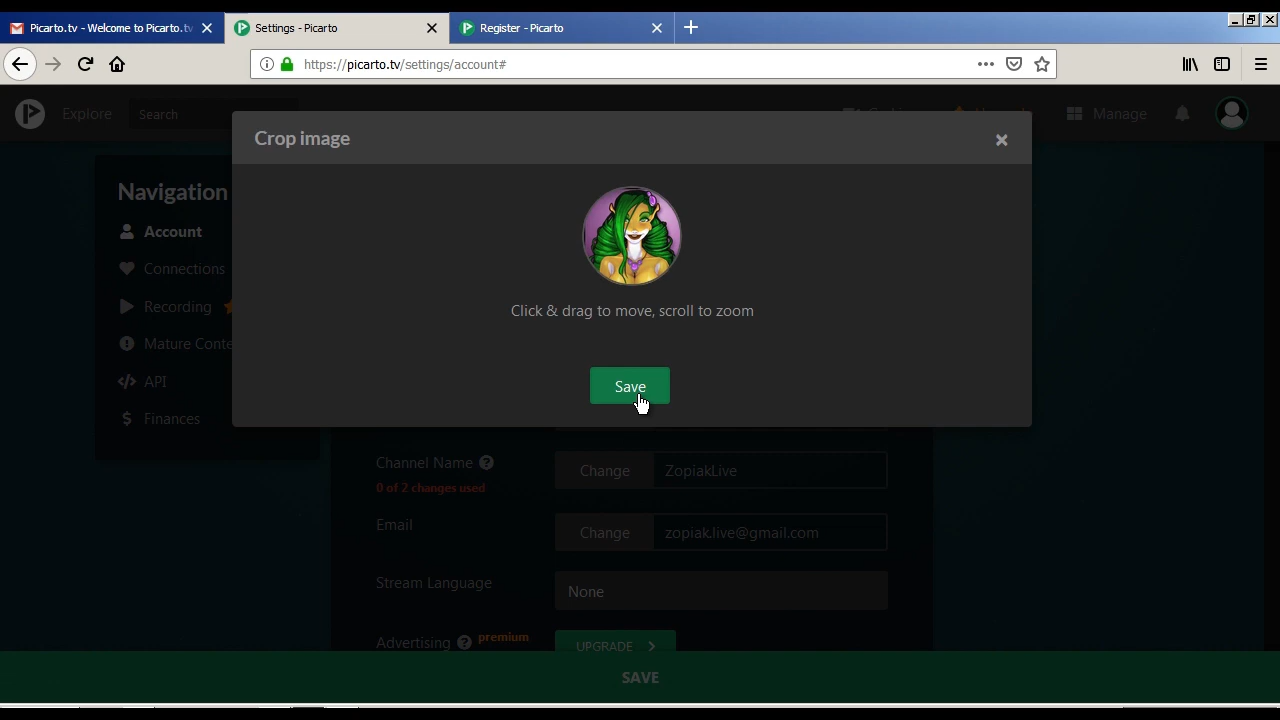 Picarto.tv - Welcome to Picarto.tv
Settings - Picarto
Register - Picarto
https://picarto.tv/settings/account#
Explore
Search
Manage
Crop image
Navigation
Account
Connections
Recording
Mature Conte
API
Finances
Click & drag to move, scroll to zoom
Save
Channel Name
0 of 2 changes used
Change
ZopiakLive
Email
Change
zopiak.live@gmail.com
Stream Language
None
Advertising
premium
UPGRADE
SAVE